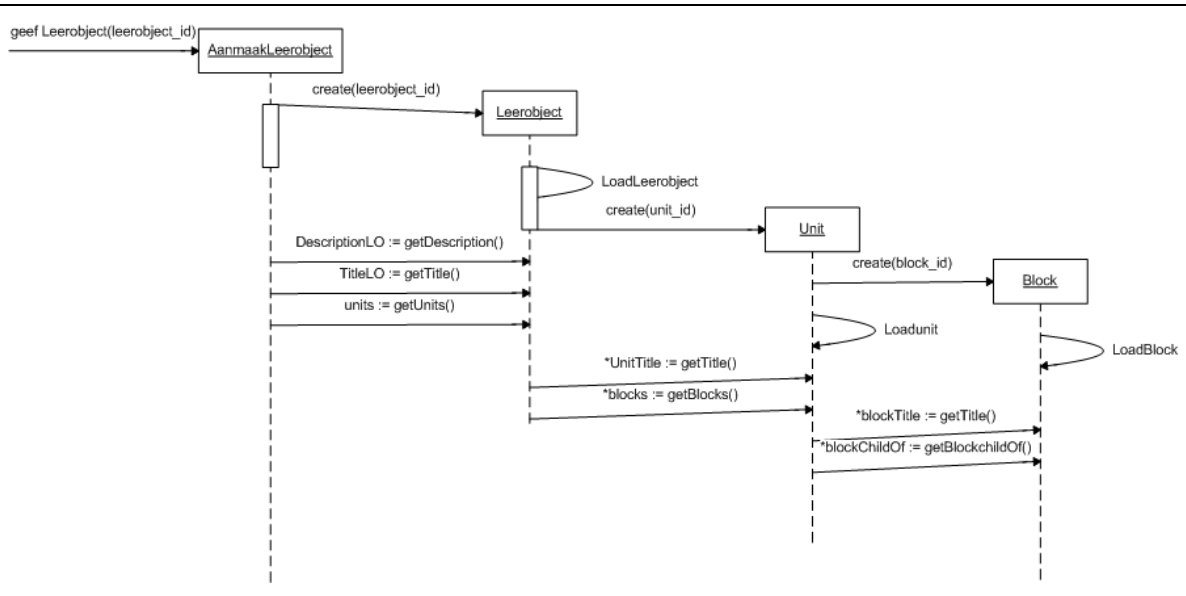 geef Leerobject(leerobject_id)
AanmaakLeerobject
create(leerobject_id)
Leerobject
LoadLeerobject
create(unit_id)
Unit
DescriptionLO := getDescription()
create(block_id)
TitleLO := getTitle()
Block
units := getUnits()
Loadunit
LoadBlock
*UnitTitle := getTitle()
*blocks := getBlocks()
*blockTitle := getTitle()
*blockChildOf := getBlockchildOf()